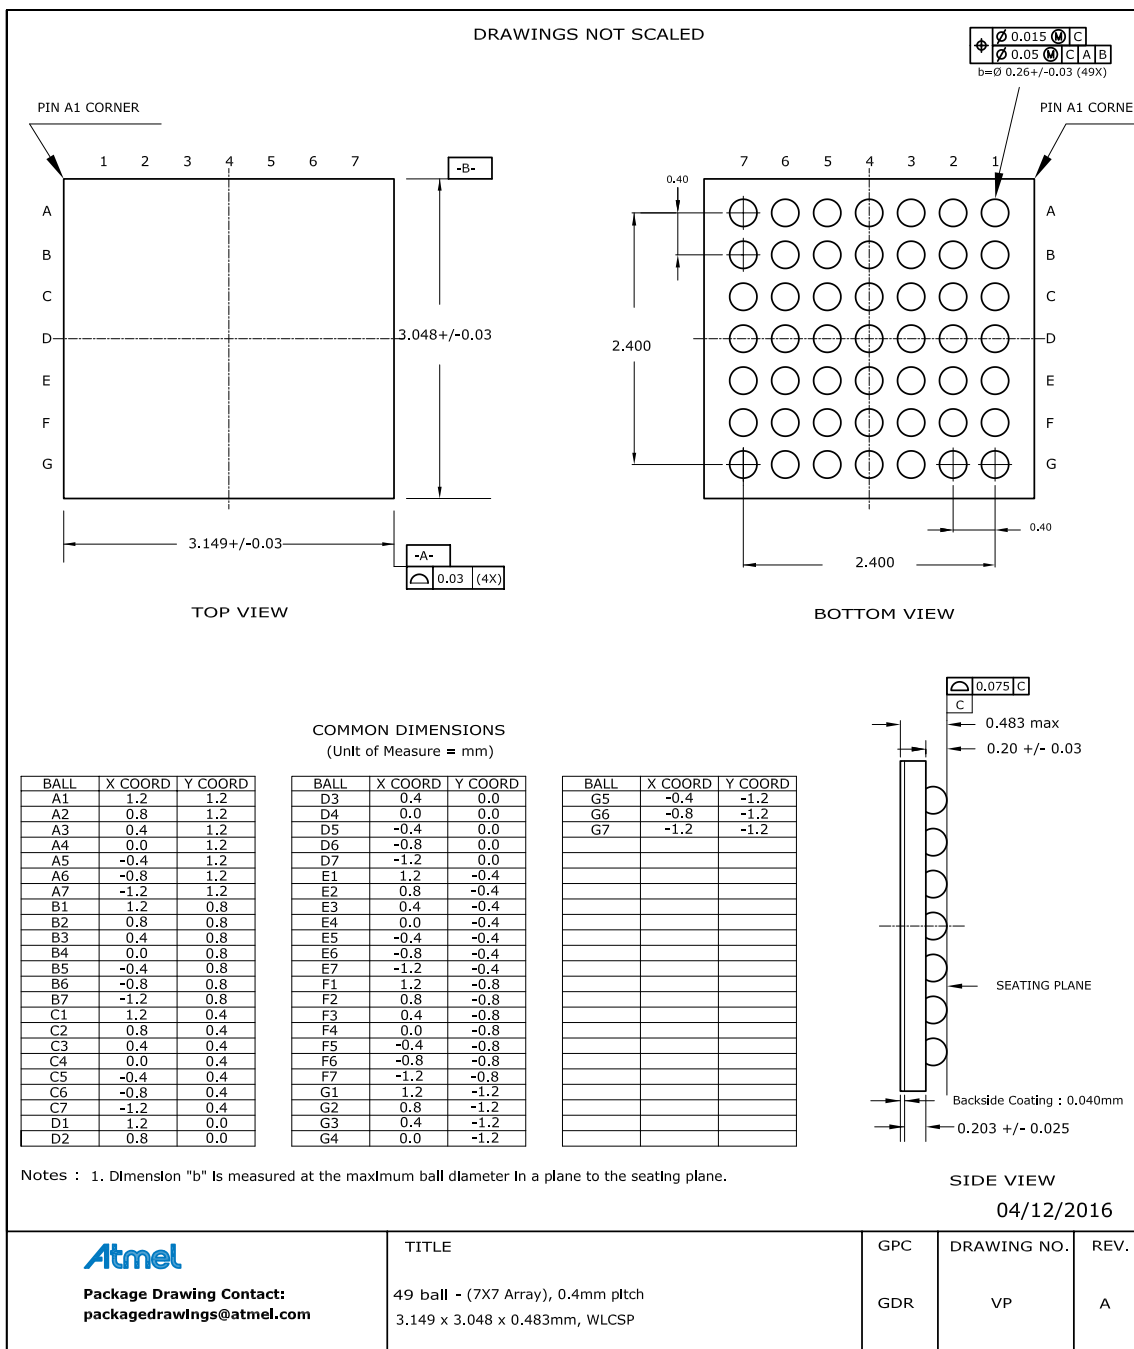 DRAWINGS NOT SCALED
Ø 0.015 Ⓜ C
Ø 0.05 Ⓜ C A B
b=Ø 0.26+/-0.03 (49X)
PIN A1 CORNER
PIN A1 CORNE
1 2 3 4 5 6 7
-B-
7 6 5 4 3 2 1
0.40
A
B
C
D
E
F
G
3.048+/-0.03
2.400
A
B
C
D
E
F
G
3.149+/-0.03
-A-
0.03 (4X)
0.40
2.400
TOP VIEW
BOTTOM VIEW
0.075 C
C
0.483 max
0.20 +/- 0.03
SEATING PLANE
Backside Coating : 0.040mm
0.203 +/- 0.025
SIDE VIEW
COMMON DIMENSIONS
(Unit of Measure = mm)
BALL X COORD Y COORD
A1 1.2 1.2
A2 0.8 1.2
A3 0.4 1.2
A4 0.0 1.2
A5 -0.4 1.2
A6 -0.8 1.2
A7 -1.2 1.2
B1 1.2 0.8
B2 0.8 0.8
B3 0.4 0.8
B4 0.0 0.8
B5 -0.4 0.8
B6 -0.8 0.8
B7 -1.2 0.8
C1 1.2 0.4
C2 0.8 0.4
C3 0.4 0.4
C4 0.0 0.4
C5 -0.4 0.4
C6 -0.8 0.4
C7 -1.2 0.4
D1 1.2 0.0
D2 0.8 0.0
BALL X COORD Y COORD
D3 0.4 0.0
D4 0.0 0.0
D5 -0.4 0.0
D6 -0.8 0.0
D7 -1.2 0.0
E1 1.2 -0.4
E2 0.8 -0.4
E3 0.4 -0.4
E4 0.0 -0.4
E5 -0.4 -0.4
E6 -0.8 -0.4
E7 -1.2 -0.4
F1 1.2 -0.8
F2 0.8 -0.8
F3 0.4 -0.8
F4 0.0 -0.8
F5 -0.4 -0.8
F6 -0.8 -0.8
F7 -1.2 -0.8
G1 1.2 -1.2
G2 0.8 -1.2
G3 0.4 -1.2
G4 0.0 -1.2
BALL X COORD Y COORD
G5 -0.4 -1.2
G6 -0.8 -1.2
G7 -1.2 -1.2
Notes : 1. Dimension "b" is measured at the maximum ball diameter in a plane to the seating plane.
04/12/2016
Atmel
Package Drawing Contact:
packagedrawings@atmel.com
TITLE
49 ball - (7X7 Array), 0.4mm pitch
3.149 x 3.048 x 0.483mm, WLCSP
GPC
GDR
DRAWING NO.
VP
REV.
A